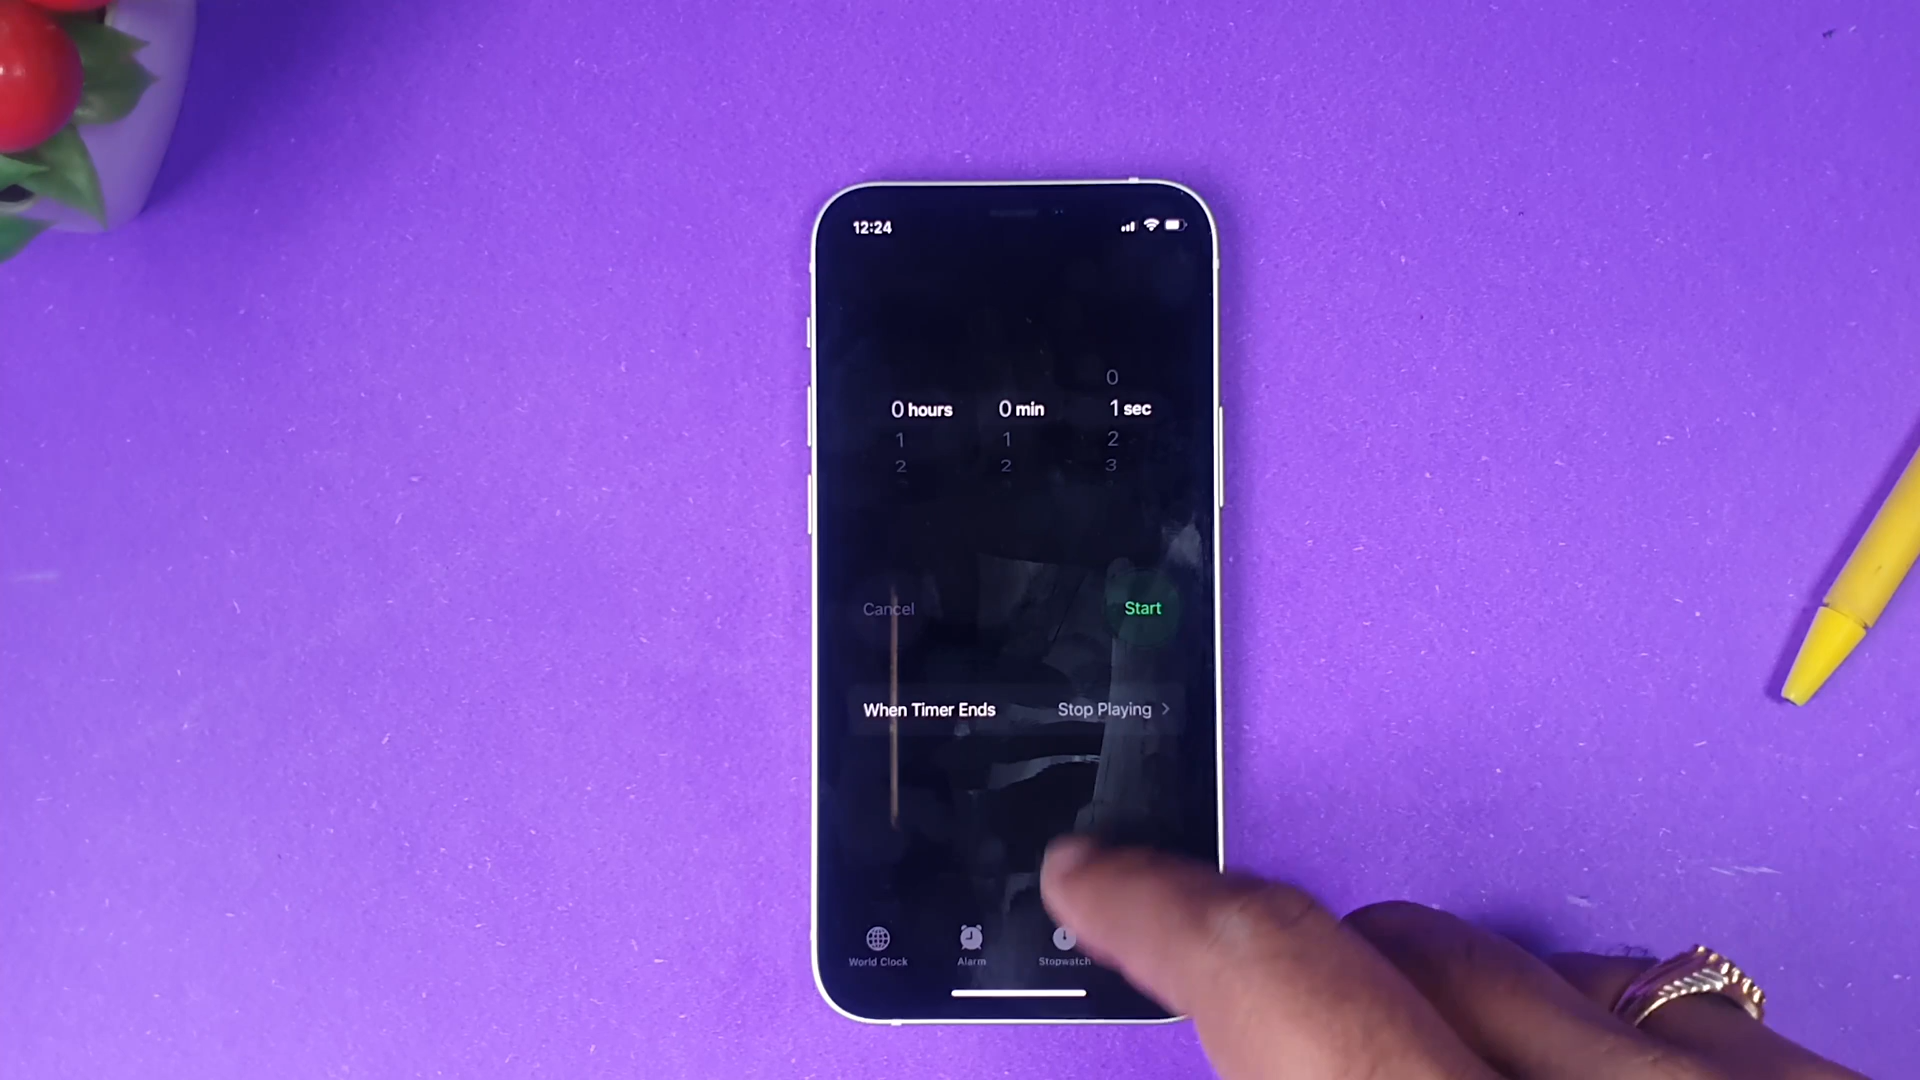 12:24
0
0 hours 0 min 1 sec
1 1 2
2 2 3
Cancel Start
When Timer Ends Stop Playing
World Clock Alarm Stopwatch